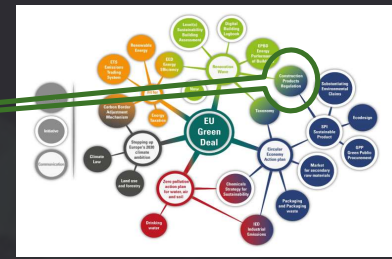 Level(s)
Sustainability
Building
Assessment
Digital
Building
Logbook
Renewable
Energy
EED
Energy
Efficiency
EPBD
Energy
Performance
of Buildings
ETS
Emissions
Trading
System
Renovation
Wave
Construction
Products
Regulation
Substantiating
Environmental
Claims
Carbon Border
Adjustment
Mechanism
Energy
Taxation
Taxonomy
EU
Green
Deal
Ecodesign
SPI
Sustainable
Product
Initiative
Stepping up
Europe's 2030
climate
ambition
Circular
Economy
Action plan
GPP
Green Public
Procurement
Climate
Law
Market
for secondary
raw materials
Land use
and forestry
Zero pollution
action plan
for water, air
and soil
Chemicals
Strategy for
Sustainability
Packaging
and Packaging
waste
Drinking
water
IED
Industrial
Emissions